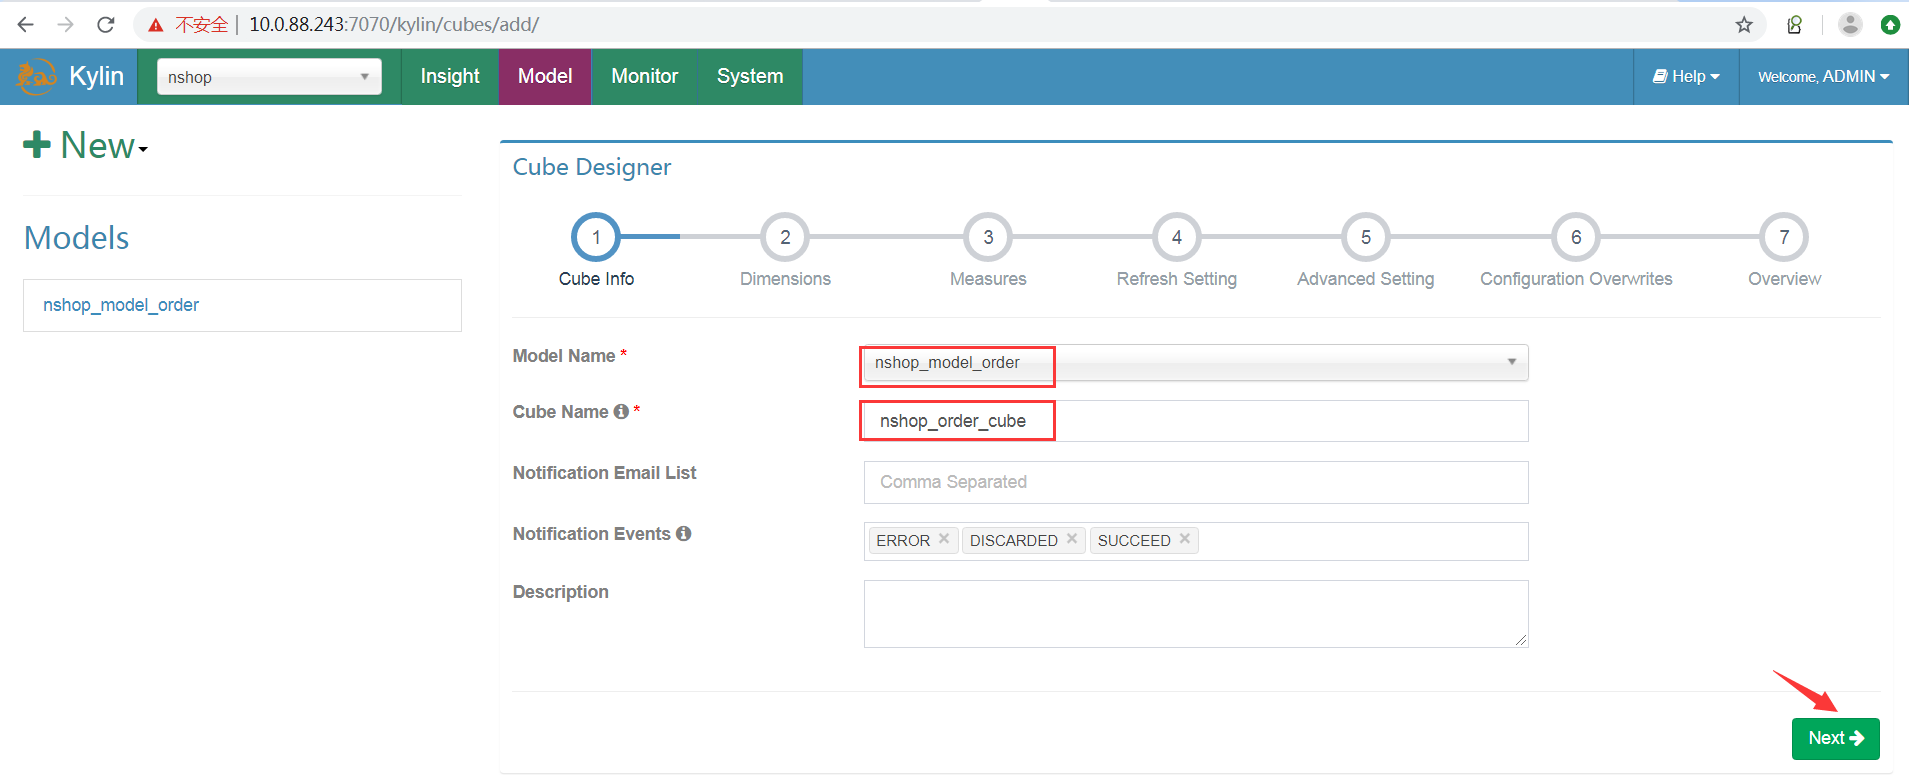 不安全 10.0.88.243:7070/kylin/cubes/add/
Kylin nshop Insight Model Monitor System Help Welcome, ADMIN
New
Models
nshop_model_order
Cube Designer
1 2 3 4 5 6 7
Cube Info Dimensions Measures Refresh Setting Advanced Setting Configuration Overwrites Overview
Model Name * nshop_model_order
Cube Name * nshop_order_cube
Notification Email List Comma Separated
Notification Events ERROR DISCARDED SUCCEED
Description
Next